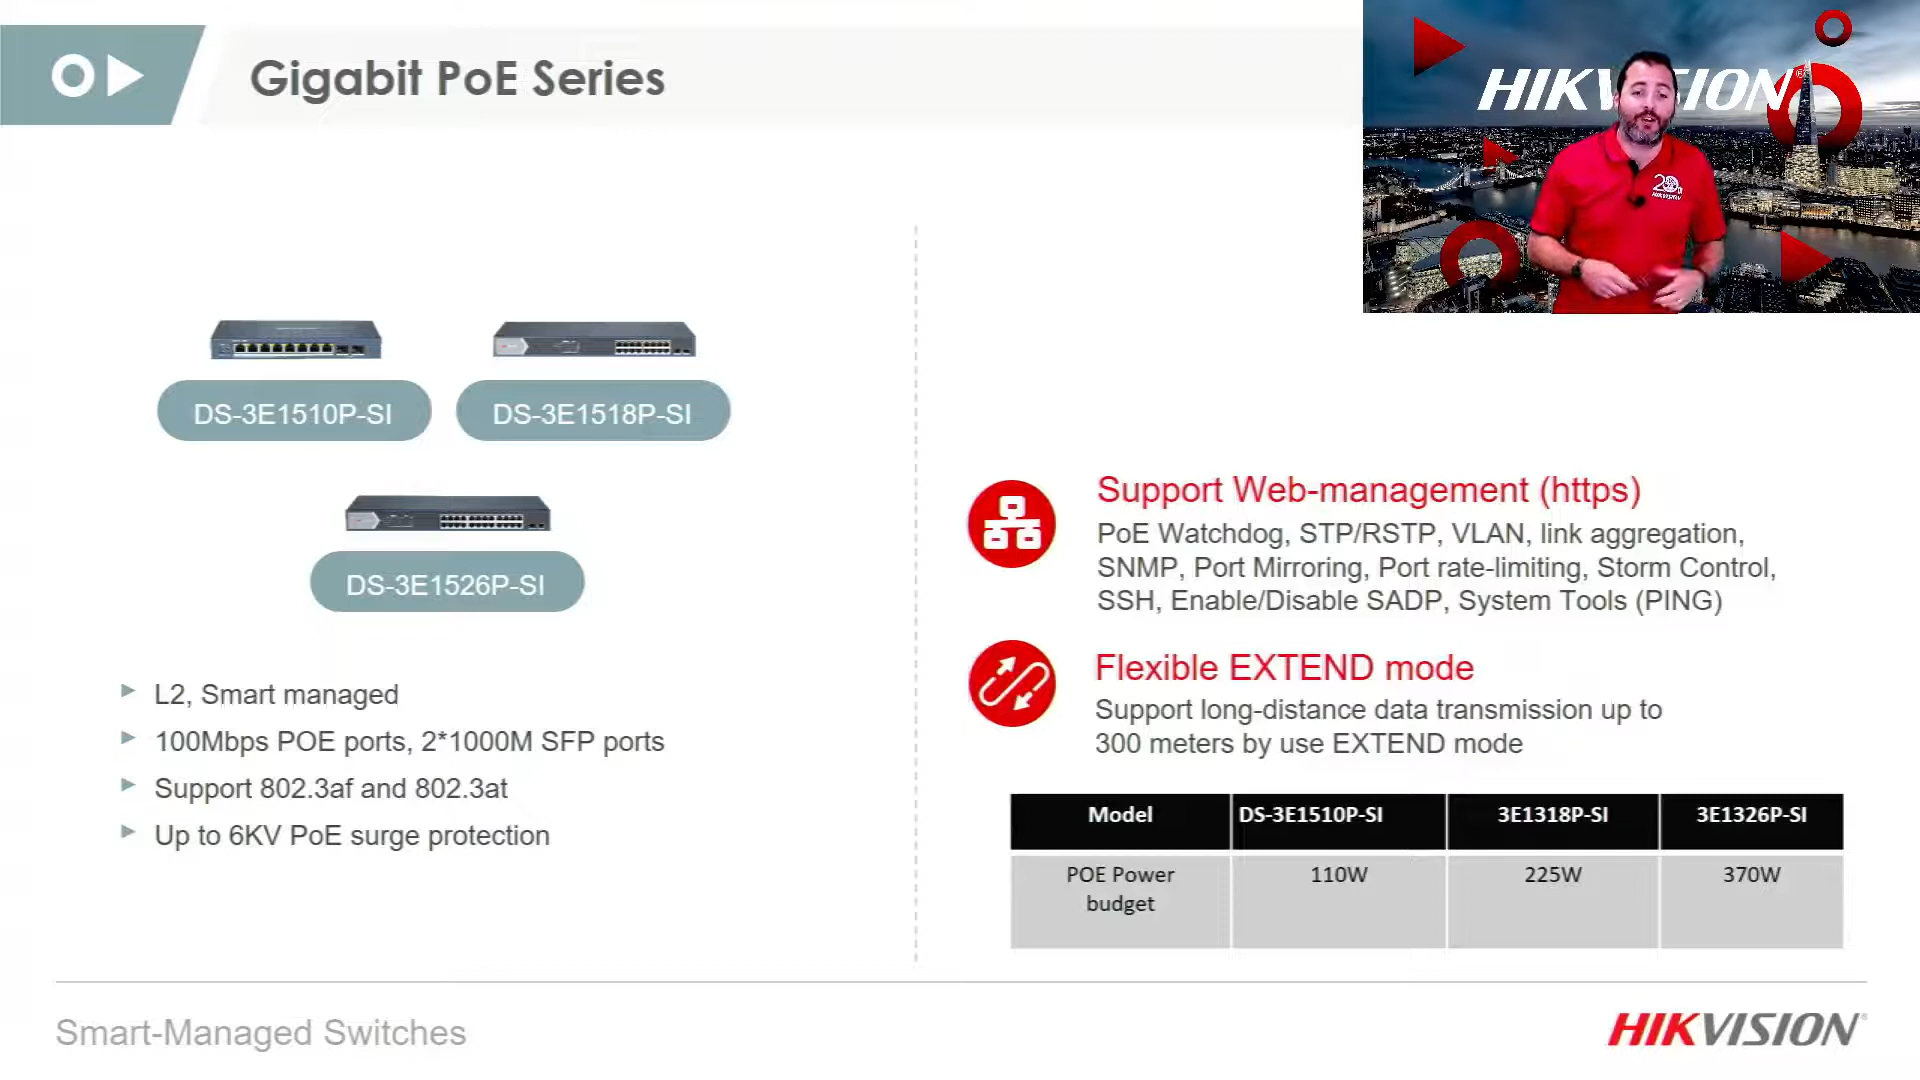 Gigabit PoE Series
HIKVISION®
20th
HIKVISION
DS-3E1510P-SI
DS-3E1518P-SI
DS-3E1526P-SI
L2, Smart managed
100Mbps POE ports, 2*1000M SFP ports
Support 802.3af and 802.3at
Up to 6KV PoE surge protection
Support Web-management (https)
PoE Watchdog, STP/RSTP, VLAN, link aggregation,
SNMP, Port Mirroring, Port rate-limiting, Storm Control,
SSH, Enable/Disable SADP, System Tools (PING)
Flexible EXTEND mode
Support long-distance data transmission up to
300 meters by use EXTEND mode
Model DS-3E1510P-SI 3E1318P-SI 3E1326P-SI
POE Power 110W 225W 370W
budget
Smart-Managed Switches
HIKVISION®